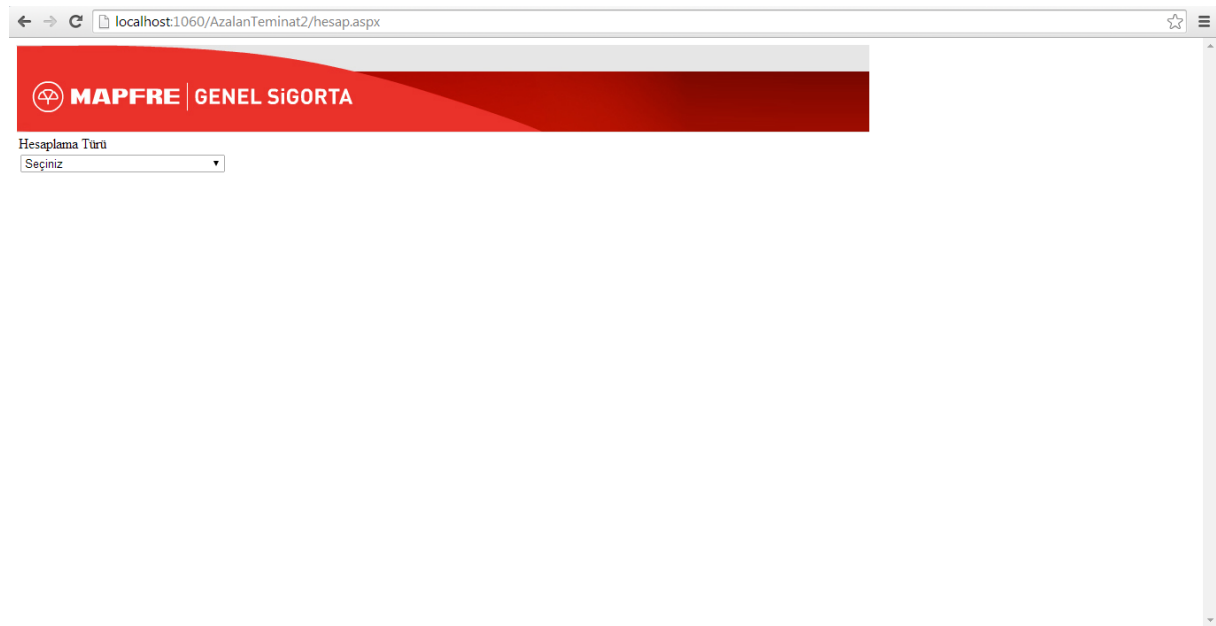 localhost:1060/AzalanTeminat2/hesap.aspx
MAPFRE GENEL SiGORTA
Hesaplama Türü
Seçiniz